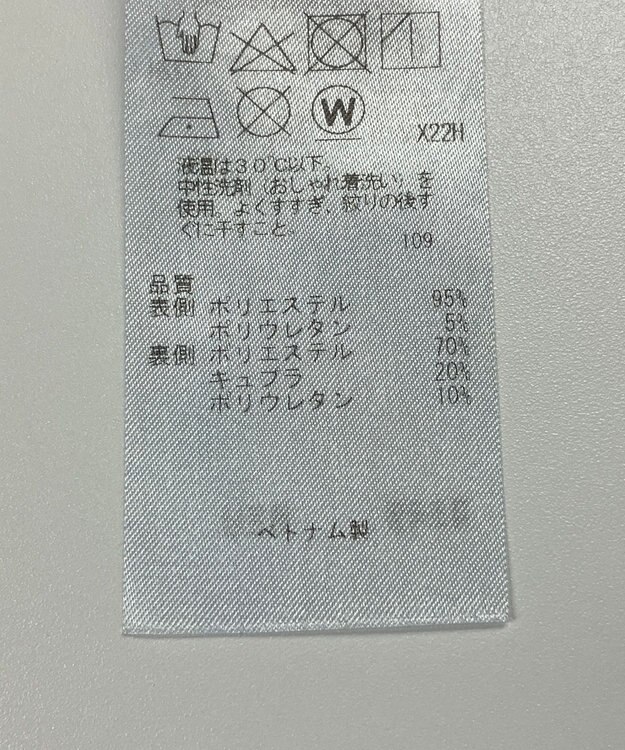 W
X22H
液温は30℃以下。
中性洗剤（おしゃれ着洗い）を
使用。よくすすぎ、絞りの後す
ぐに干すこと。
109
品質
表側 ポリエステル 95%
ポリウレタン 5%
裏側 ポリエステル 70%
キュプラ 20%
ポリウレタン 10%
ベトナム製